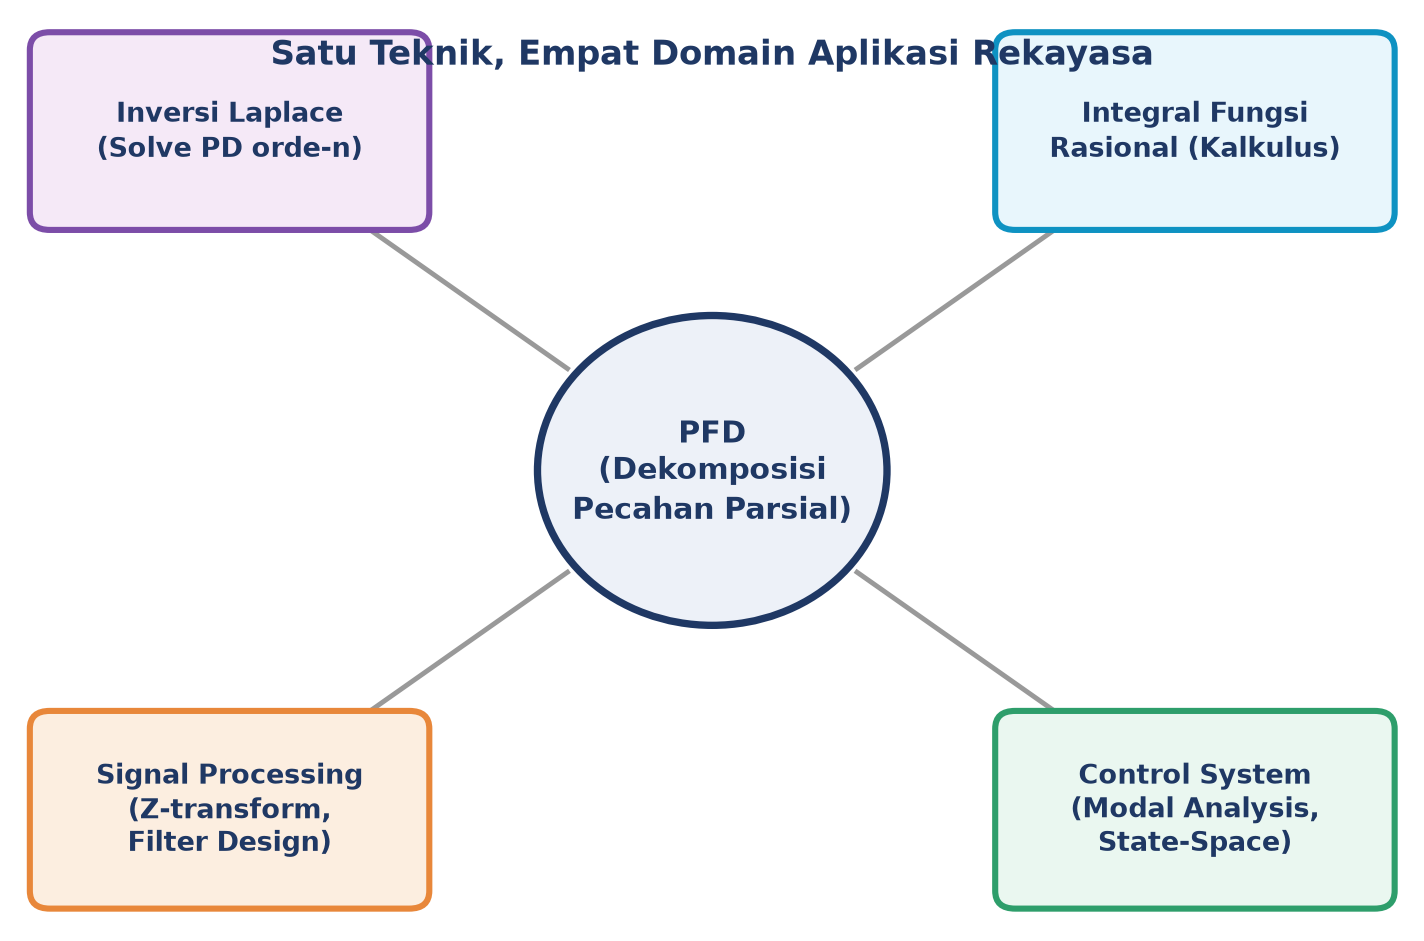 Satu Teknik, Empat Domain Aplikasi Rekayasa
Inversi Laplace
(Solve PD orde-n)
Integral Fungsi
Rasional (Kalkulus)
PFD
(Dekomposisi
Pecahan Parsial)
Signal Processing
(Z-transform,
Filter Design)
Control System
(Modal Analysis,
State-Space)